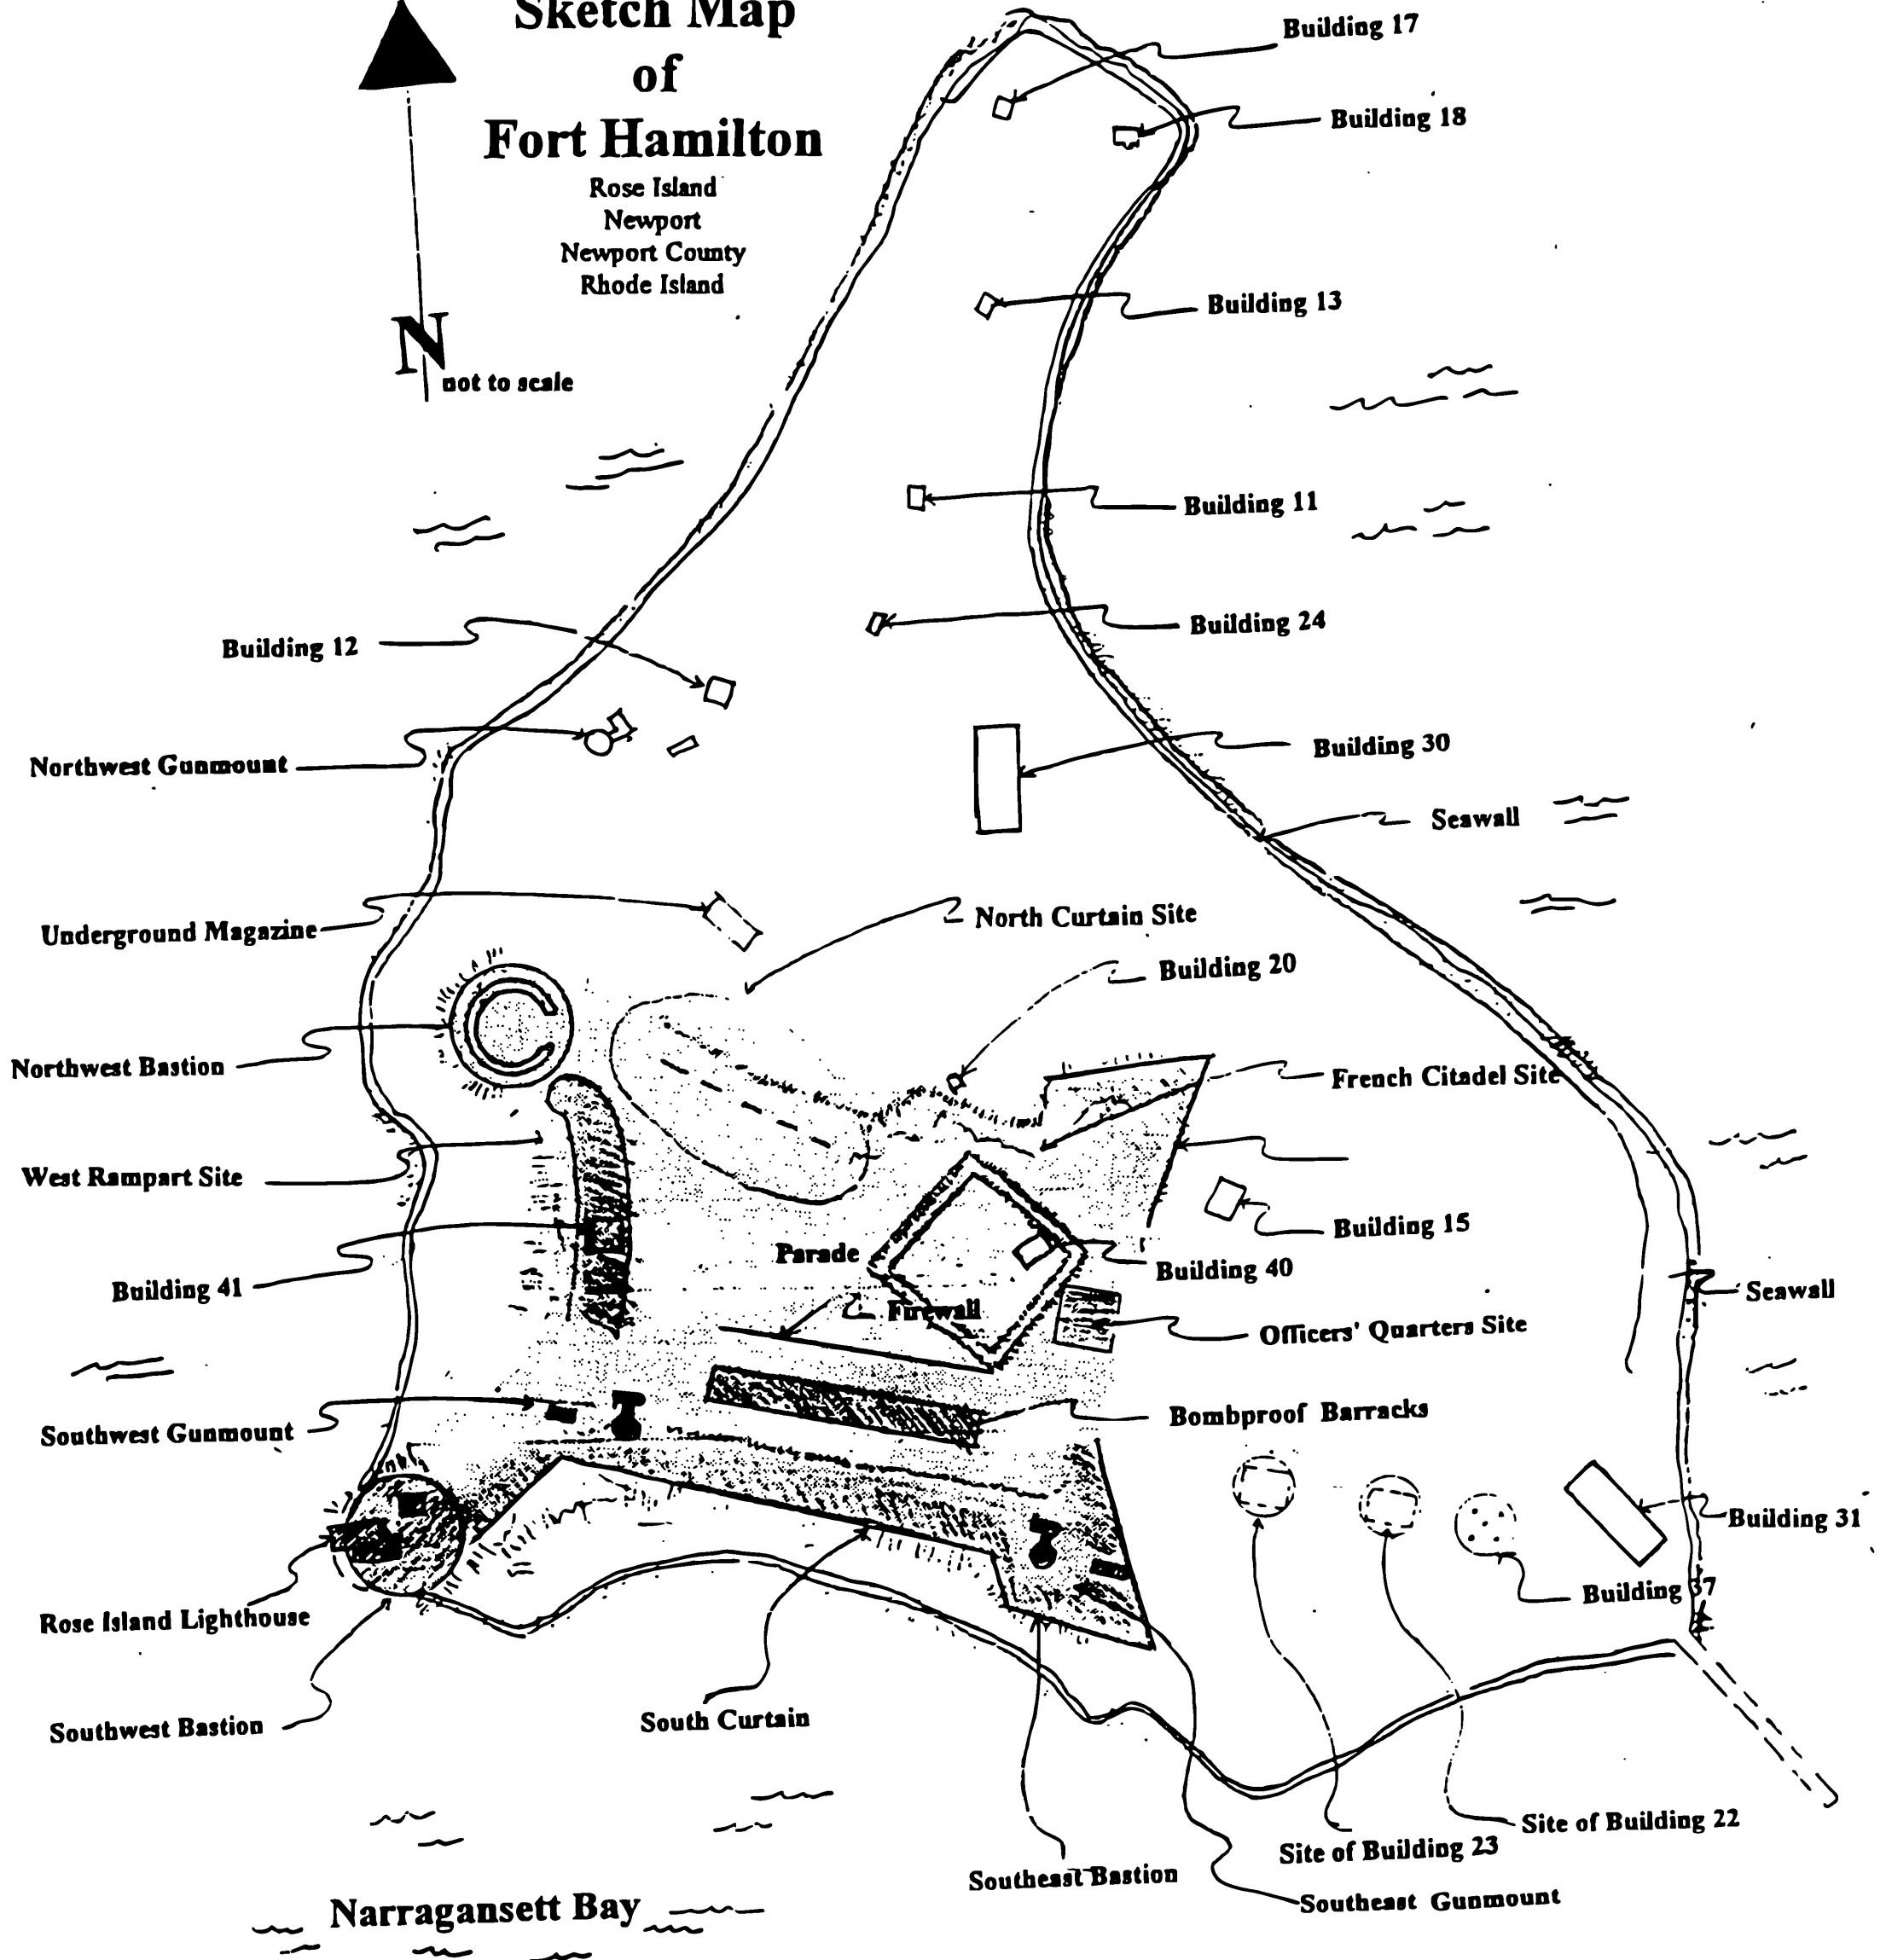 Sketch Map
of
Fort Hamilton
Rose Island
Newport
Newport County
Rhode Island
N
not to scale
Building 17
Building 18
Building 13
Building 11
Building 24
Building 12
Northwest Gunmount
Building 30
Seawall
Underground Magazine
North Curtain Site
Building 20
Northwest Bastion
French Citadel Site
West Rampart Site
Building 15
Parade
Building 40
Building 41
Firewall
Seawall
Officers' Quarters Site
Southwest Gunmount
Bombproof Barracks
Building 31
Building 37
Rose Island Lighthouse
Southwest Bastion
South Curtain
Site of Building 22
Site of Building 23
Southeast Bastion
Southeast Gunmount
Narragansett Bay